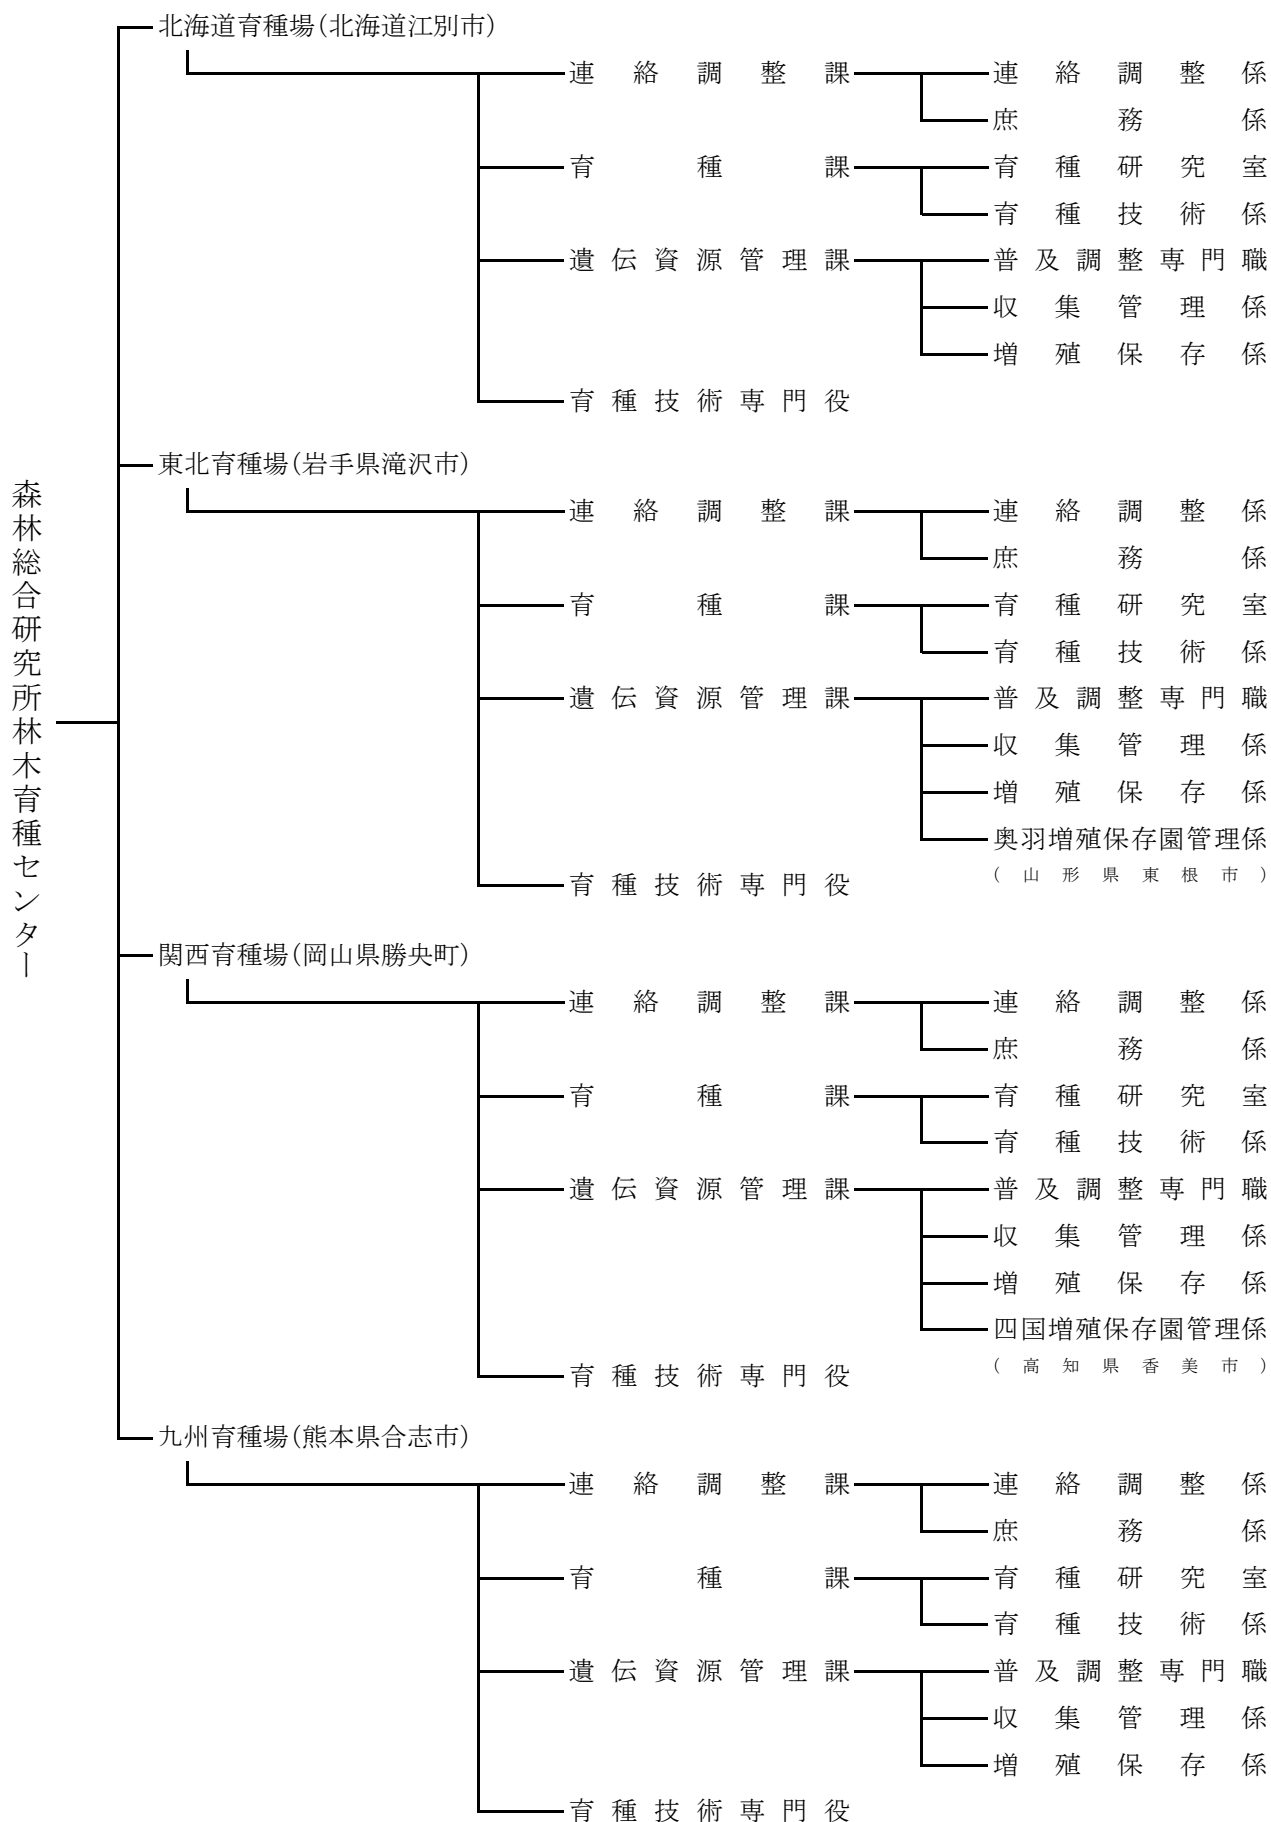 森林総合研究所林木育種センター
北海道育種場(北海道江別市)
連絡調整課 連絡調整係
庶務係
育種課 育種研究室
育種技術係
遺伝資源管理課 普及調整専門職
収集管理係
増殖保存係
育種技術専門役
東北育種場(岩手県滝沢市)
連絡調整課 連絡調整係
庶務係
育種課 育種研究室
育種技術係
遺伝資源管理課 普及調整専門職
収集管理係
増殖保存係
奥羽増殖保存園管理係
(山形県東根市)
育種技術専門役
関西育種場(岡山県勝央町)
連絡調整課 連絡調整係
庶務係
育種課 育種研究室
育種技術係
遺伝資源管理課 普及調整専門職
収集管理係
増殖保存係
四国増殖保存園管理係
(高知県香美市)
育種技術専門役
九州育種場(熊本県合志市)
連絡調整課 連絡調整係
庶務係
育種課 育種研究室
育種技術係
遺伝資源管理課 普及調整専門職
収集管理係
増殖保存係
育種技術専門役